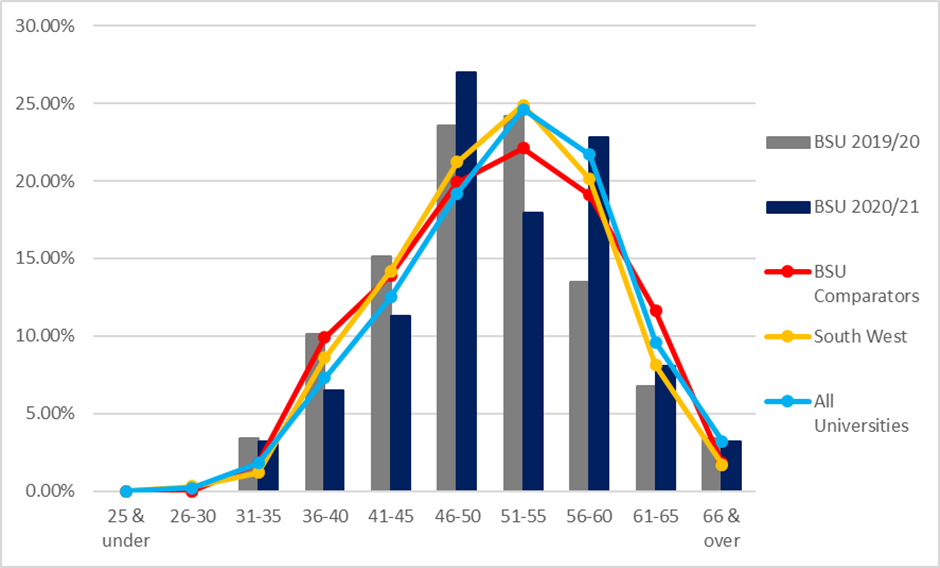 30.00%
25.00%
20.00%
15.00%
10.00%
5.00%
0.00%
25 & under
26-30
31-35
36-40
41-45
46-50
51-55
56-60
61-65
66 & over
BSU 2019/20
BSU 2020/21
BSU
Comparators
South West
All
Universities